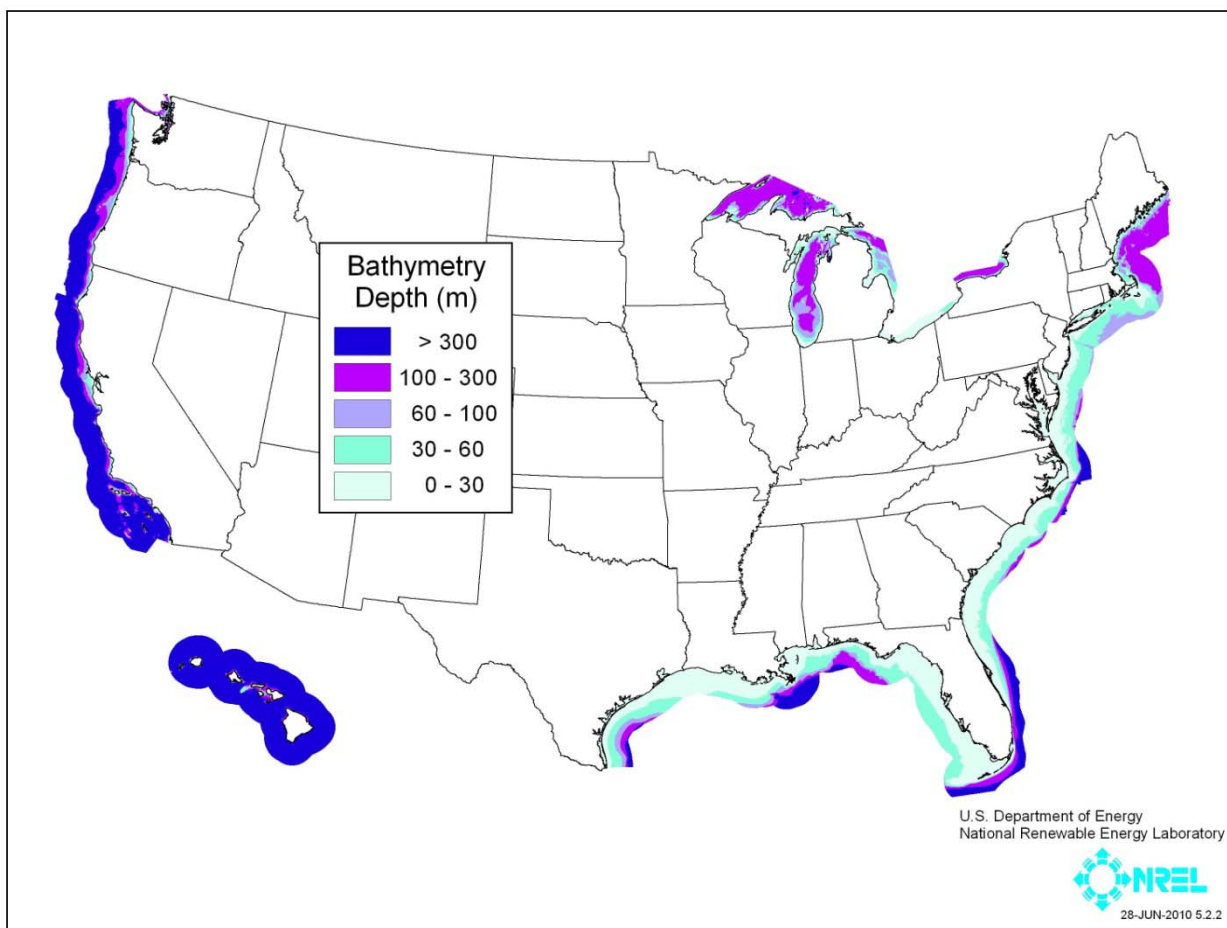 Bathymetry
Depth (m)
> 300
100 - 300
60 - 100
30 - 60
0 - 30
U.S. Department of Energy
National Renewable Energy Laboratory
NREL
28-JUN-2010 5.2.2